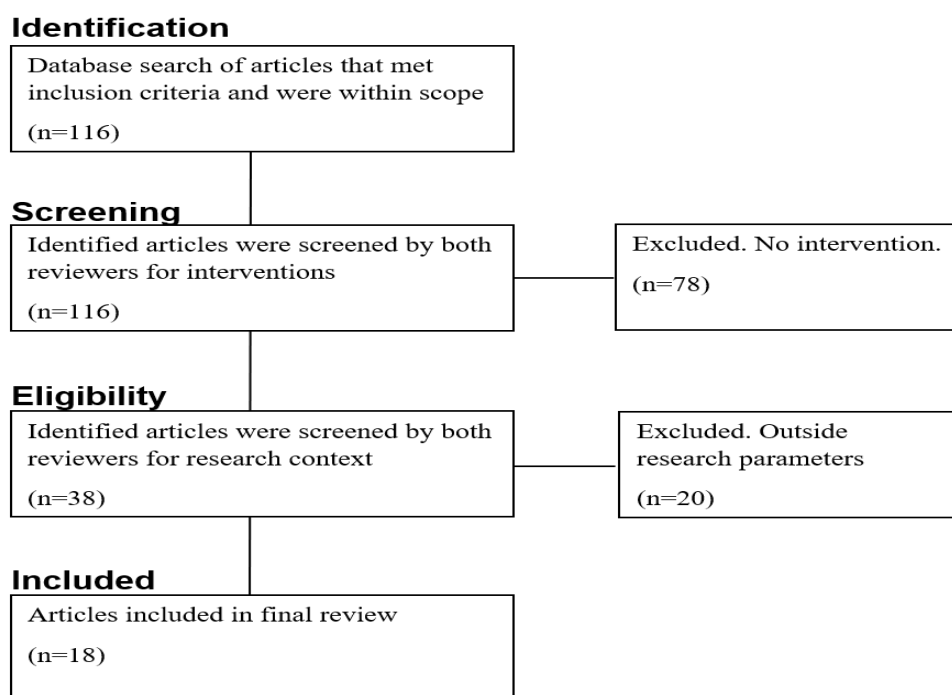 Identification
Database search of articles that met
inclusion criteria and were within scope
(n=116)
Screening
Identified articles were screened by both
reviewers for interventions
(n=116)
Excluded. No intervention.
(n=78)
Eligibility
Identified articles were screened by both
reviewers for research context
(n=38)
Excluded. Outside
research parameters
(n=20)
Included
Articles included in final review
(n=18)